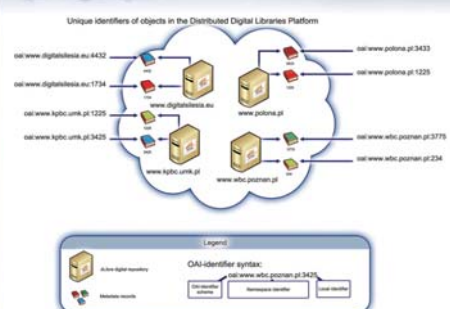 Unique identifiers of objects in the Distributed Digital Libraries Platform
oai:www.digitalsilesia.eu:4432
oai:www.polona.pl:3433
oai:www.digitalsilesia.eu:1734
oai:www.polona.pl:1225
www.digitalsilesia.eu
www.polona.pl
oai:www.kpbc.umk.pl:1225
oai:www.wbc.poznan.pl:3775
oai:www.kpbc.umk.pl:3425
oai:www.wbc.poznan.pl:234
www.kpbc.umk.pl
www.wbc.poznan.pl
Legend
dLibra digital repository
OAI-identifier syntax:
oai:www.wbc.poznan.pl:3425
OAI-identifier
scheme
Namespace identifier
Local identifier
Metadata records